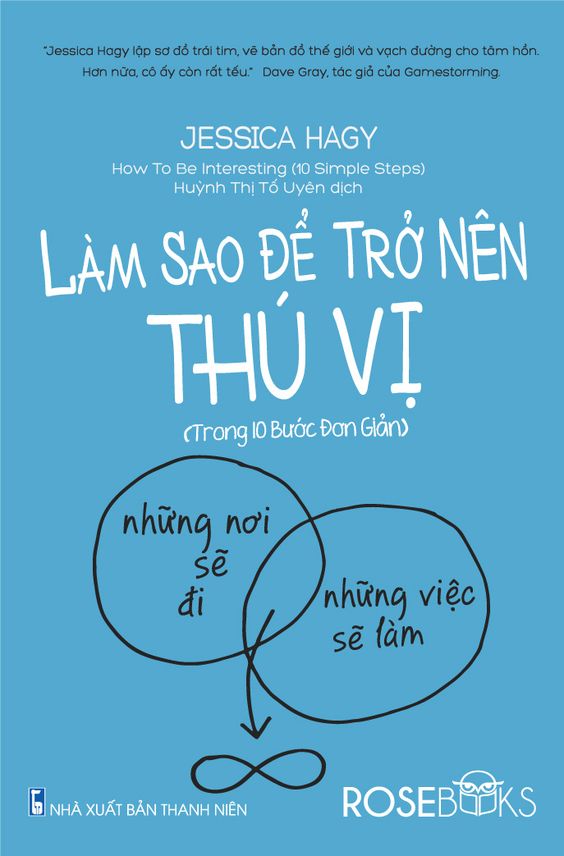 “Jessica Hagy lập sơ đồ trái tim, vẽ bản đồ thế giới và vạch đường cho tâm hồn.
Hơn nữa, cô ấy còn rất tếu.” Dave Gray, tác giả của Gamestorming.
JESSICA HAGY
How To Be Interesting (10 Simple Steps)
Huỳnh Thị Tố Uyên dịch
LÀM SAO ĐỂ TRỞ NÊN
THÚ VỊ
(Trong 10 Bước Đơn Giản)
những nơi
sẽ
đi
những việc
sẽ làm
NHÀ XUẤT BẢN THANH NIÊN
ROSEBOOKS